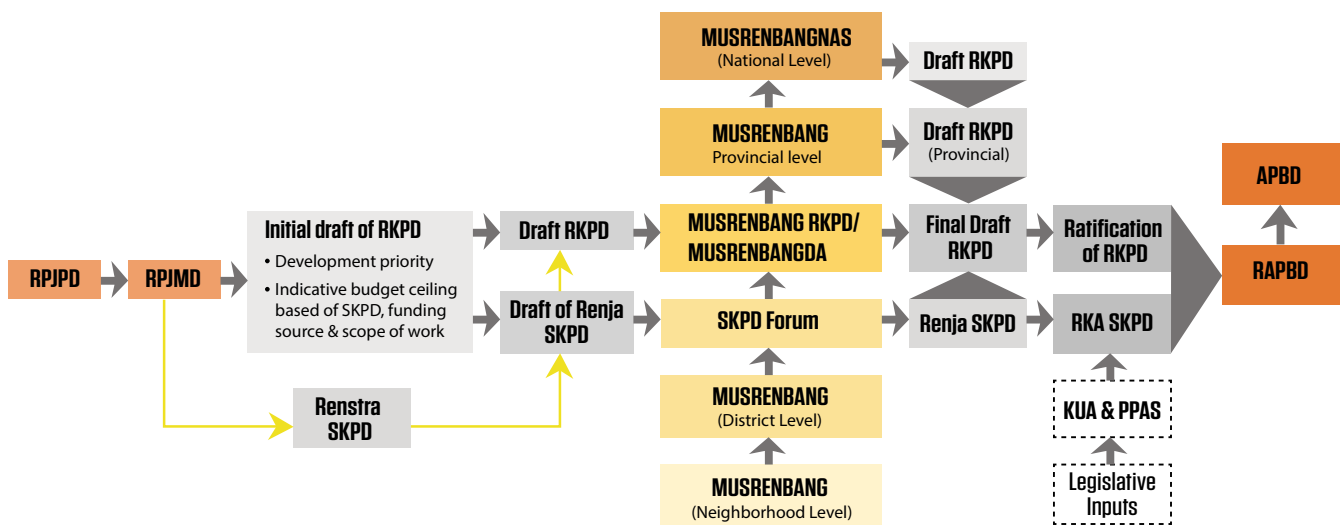 RPJPD
RPJMD
Initial draft of RKPD
• Development priority
• Indicative budget ceiling
based of SKPD, funding
source & scope of work
Renstra
SKPD
Draft RKPD
Draft of Renja
SKPD
MUSRENBANGNAS
(National Level)
MUSRENBANG
Provincial level
MUSRENBANG RKPD/
MUSRENBANGDA
SKPD Forum
MUSRENBANG
(District Level)
MUSRENBANG
(Neighborhood Level)
Draft RKPD
Draft RKPD
(Provincial)
Final Draft
RKPD
Renja SKPD
Ratification
of RKPD
RKA SKPD
KUA & PPAS
Legislative
Inputs
APBD
RAPBD